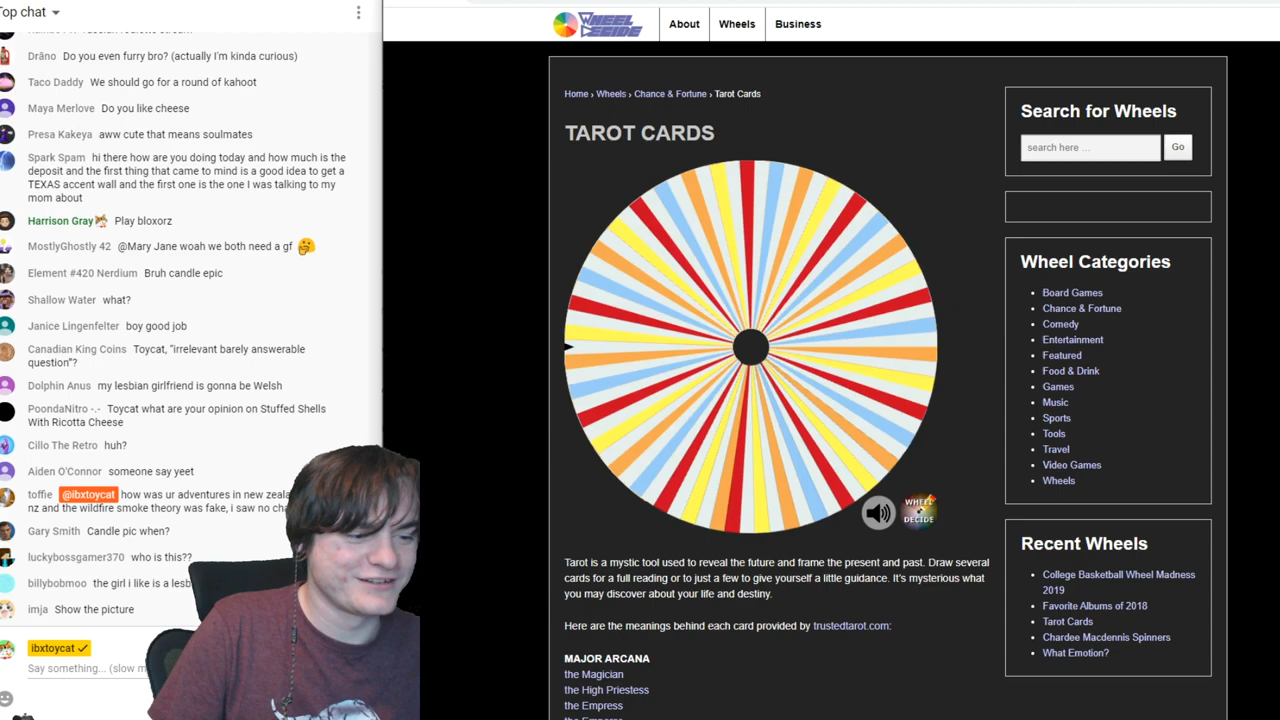 Top chat
Drāno Do you even furry bro? (actually I'm kinda curious)
Taco Daddy We should go for a round of kahoot
Maya Merlove Do you like cheese
Presa Kakeya aww cute that means soulmates
Spark Spam hi there how are you doing today and how much is the
deposit and the first thing that came to mind is a good idea to get a
TEXAS accent wall and the first one is the one I was talking to my
mom about
Harrison Gray Play bloxorz
MostlyGhostly 42 @Mary Jane woah we both need a gf
Element #420 Nerdium Bruh candle epic
Shallow Water what?
Janice Lingenfelter boy good job
Canadian King Coins Toycat, "irrelevant barely answerable
question"?
Dolphin Anus my lesbian girlfriend is gonna be Welsh
PoondaNitro -.- Toycat what are your opinion on Stuffed Shells
With Ricotta Cheese
Cillo The Retro huh?
Aiden O'Connor someone say yeet
toffie @ibxtoycat how was ur adventures in new
nz and the wildfire smoke theory was fake, i saw no
Gary Smith Candle pic when?
luckybossgamer370 who is this??
billybobmoo the girl i like is a
imja Show the picture
ibxtoycat
Say something... (slow
WHEEL DECIDE
About
Wheels
Business
Home › Wheels › Chance & Fortune › Tarot Cards
TAROT CARDS
WHEEL
DECIDE
Tarot is a mystic tool used to reveal the future and frame the present and past. Draw several
cards for a full reading or to just a few to give yourself a little guidance. It's mysterious what
you may discover about your life and destiny.
Here are the meanings behind each card provided by trustedtarot.com:
MAJOR ARCANA
the Magician
the High Priestess
the Empress
Search for Wheels
search here …
Go
Wheel Categories
Board Games
Chance & Fortune
Comedy
Entertainment
Featured
Food & Drink
Games
Music
Sports
Tools
Travel
Video Games
Wheels
Recent Wheels
College Basketball Wheel Madness
2019
Favorite Albums of 2018
Tarot Cards
Chardee Macdennis Spinners
What Emotion?